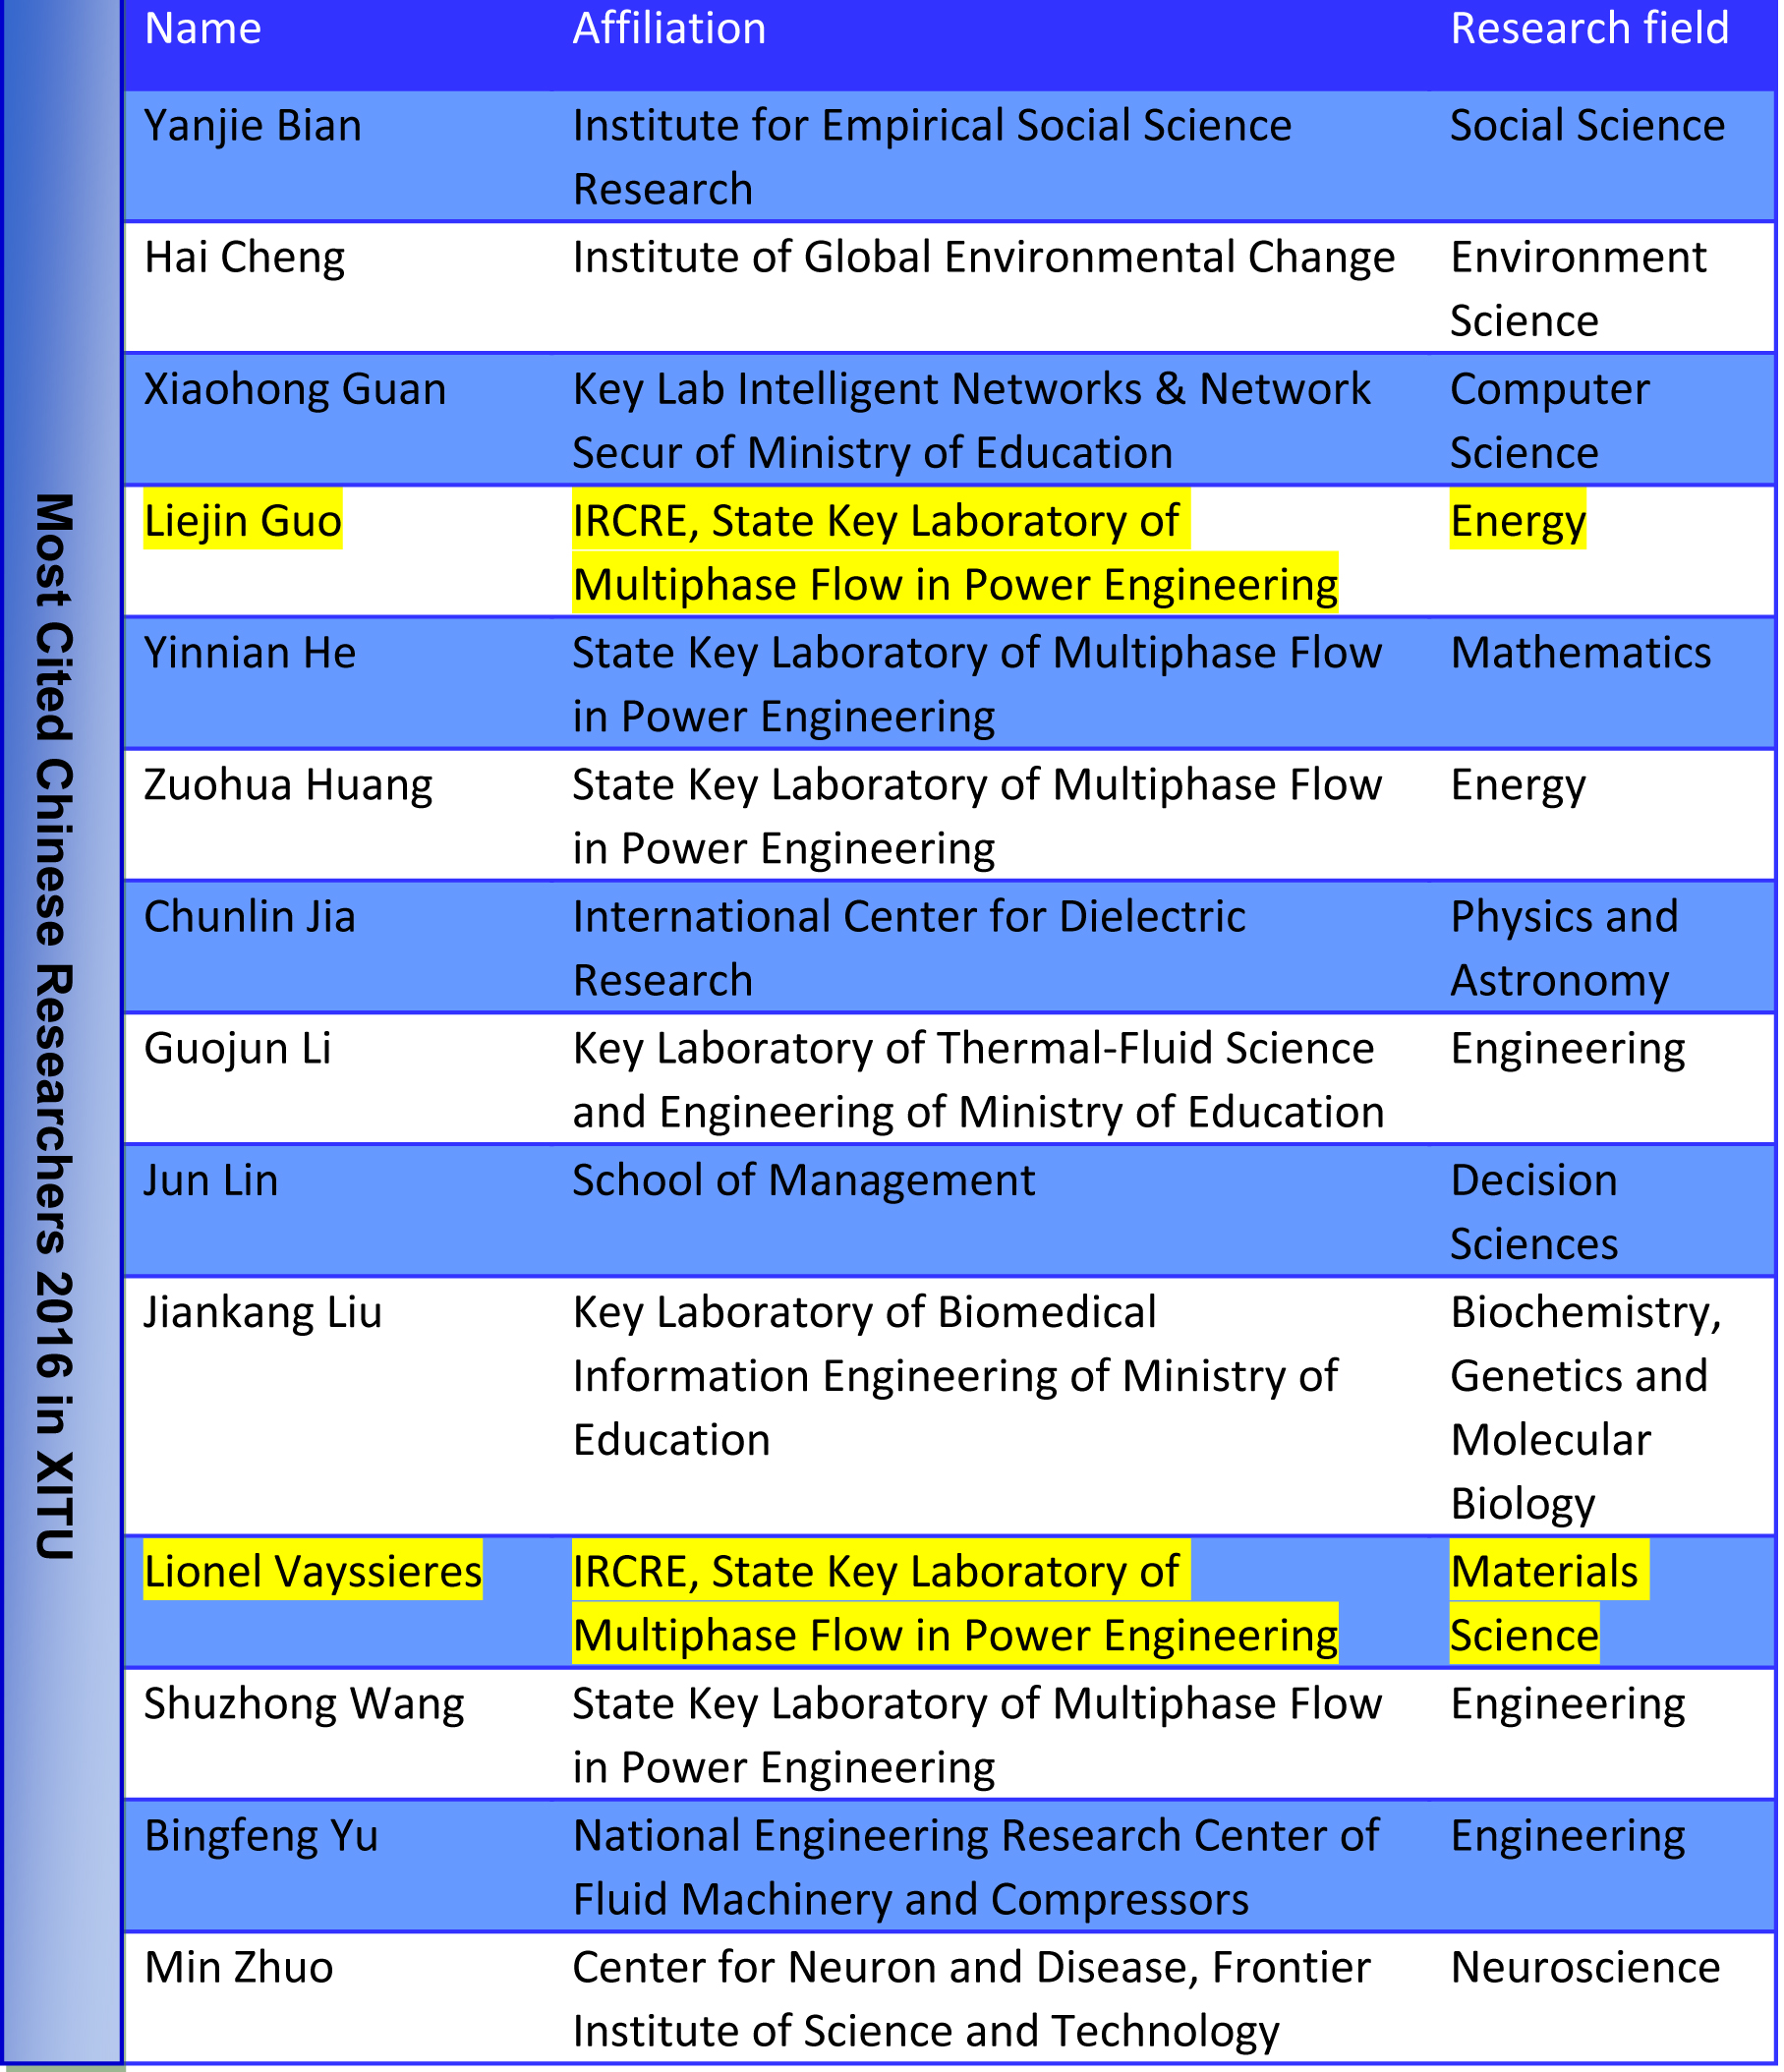 Most Cited Chinese Researchers 2016 in XITU
Name Affiliation Research field
Yanjie Bian Institute for Empirical Social Science Social Science
Research
Hai Cheng Institute of Global Environmental Change Environment
Science
Xiaohong Guan Key Lab Intelligent Networks & Network Computer
Secur of Ministry of Education Science
Liejin Guo IRCRE, State Key Laboratory of Energy
Multiphase Flow in Power Engineering
Yinnian He State Key Laboratory of Multiphase Flow Mathematics
in Power Engineering
Zuohua Huang State Key Laboratory of Multiphase Flow Energy
in Power Engineering
Chunlin Jia International Center for Dielectric Physics and
Research Astronomy
Guojun Li Key Laboratory of Thermal-Fluid Science Engineering
and Engineering of Ministry of Education
Jun Lin School of Management Decision
Sciences
Jiankang Liu Key Laboratory of Biomedical Biochemistry,
Information Engineering of Ministry of Genetics and
Education Molecular
Biology
Lionel Vayssieres IRCRE, State Key Laboratory of Materials
Multiphase Flow in Power Engineering Science
Shuzhong Wang State Key Laboratory of Multiphase Flow Engineering
in Power Engineering
Bingfeng Yu National Engineering Research Center of Engineering
Fluid Machinery and Compressors
Min Zhuo Center for Neuron and Disease, Frontier Neuroscience
Institute of Science and Technology